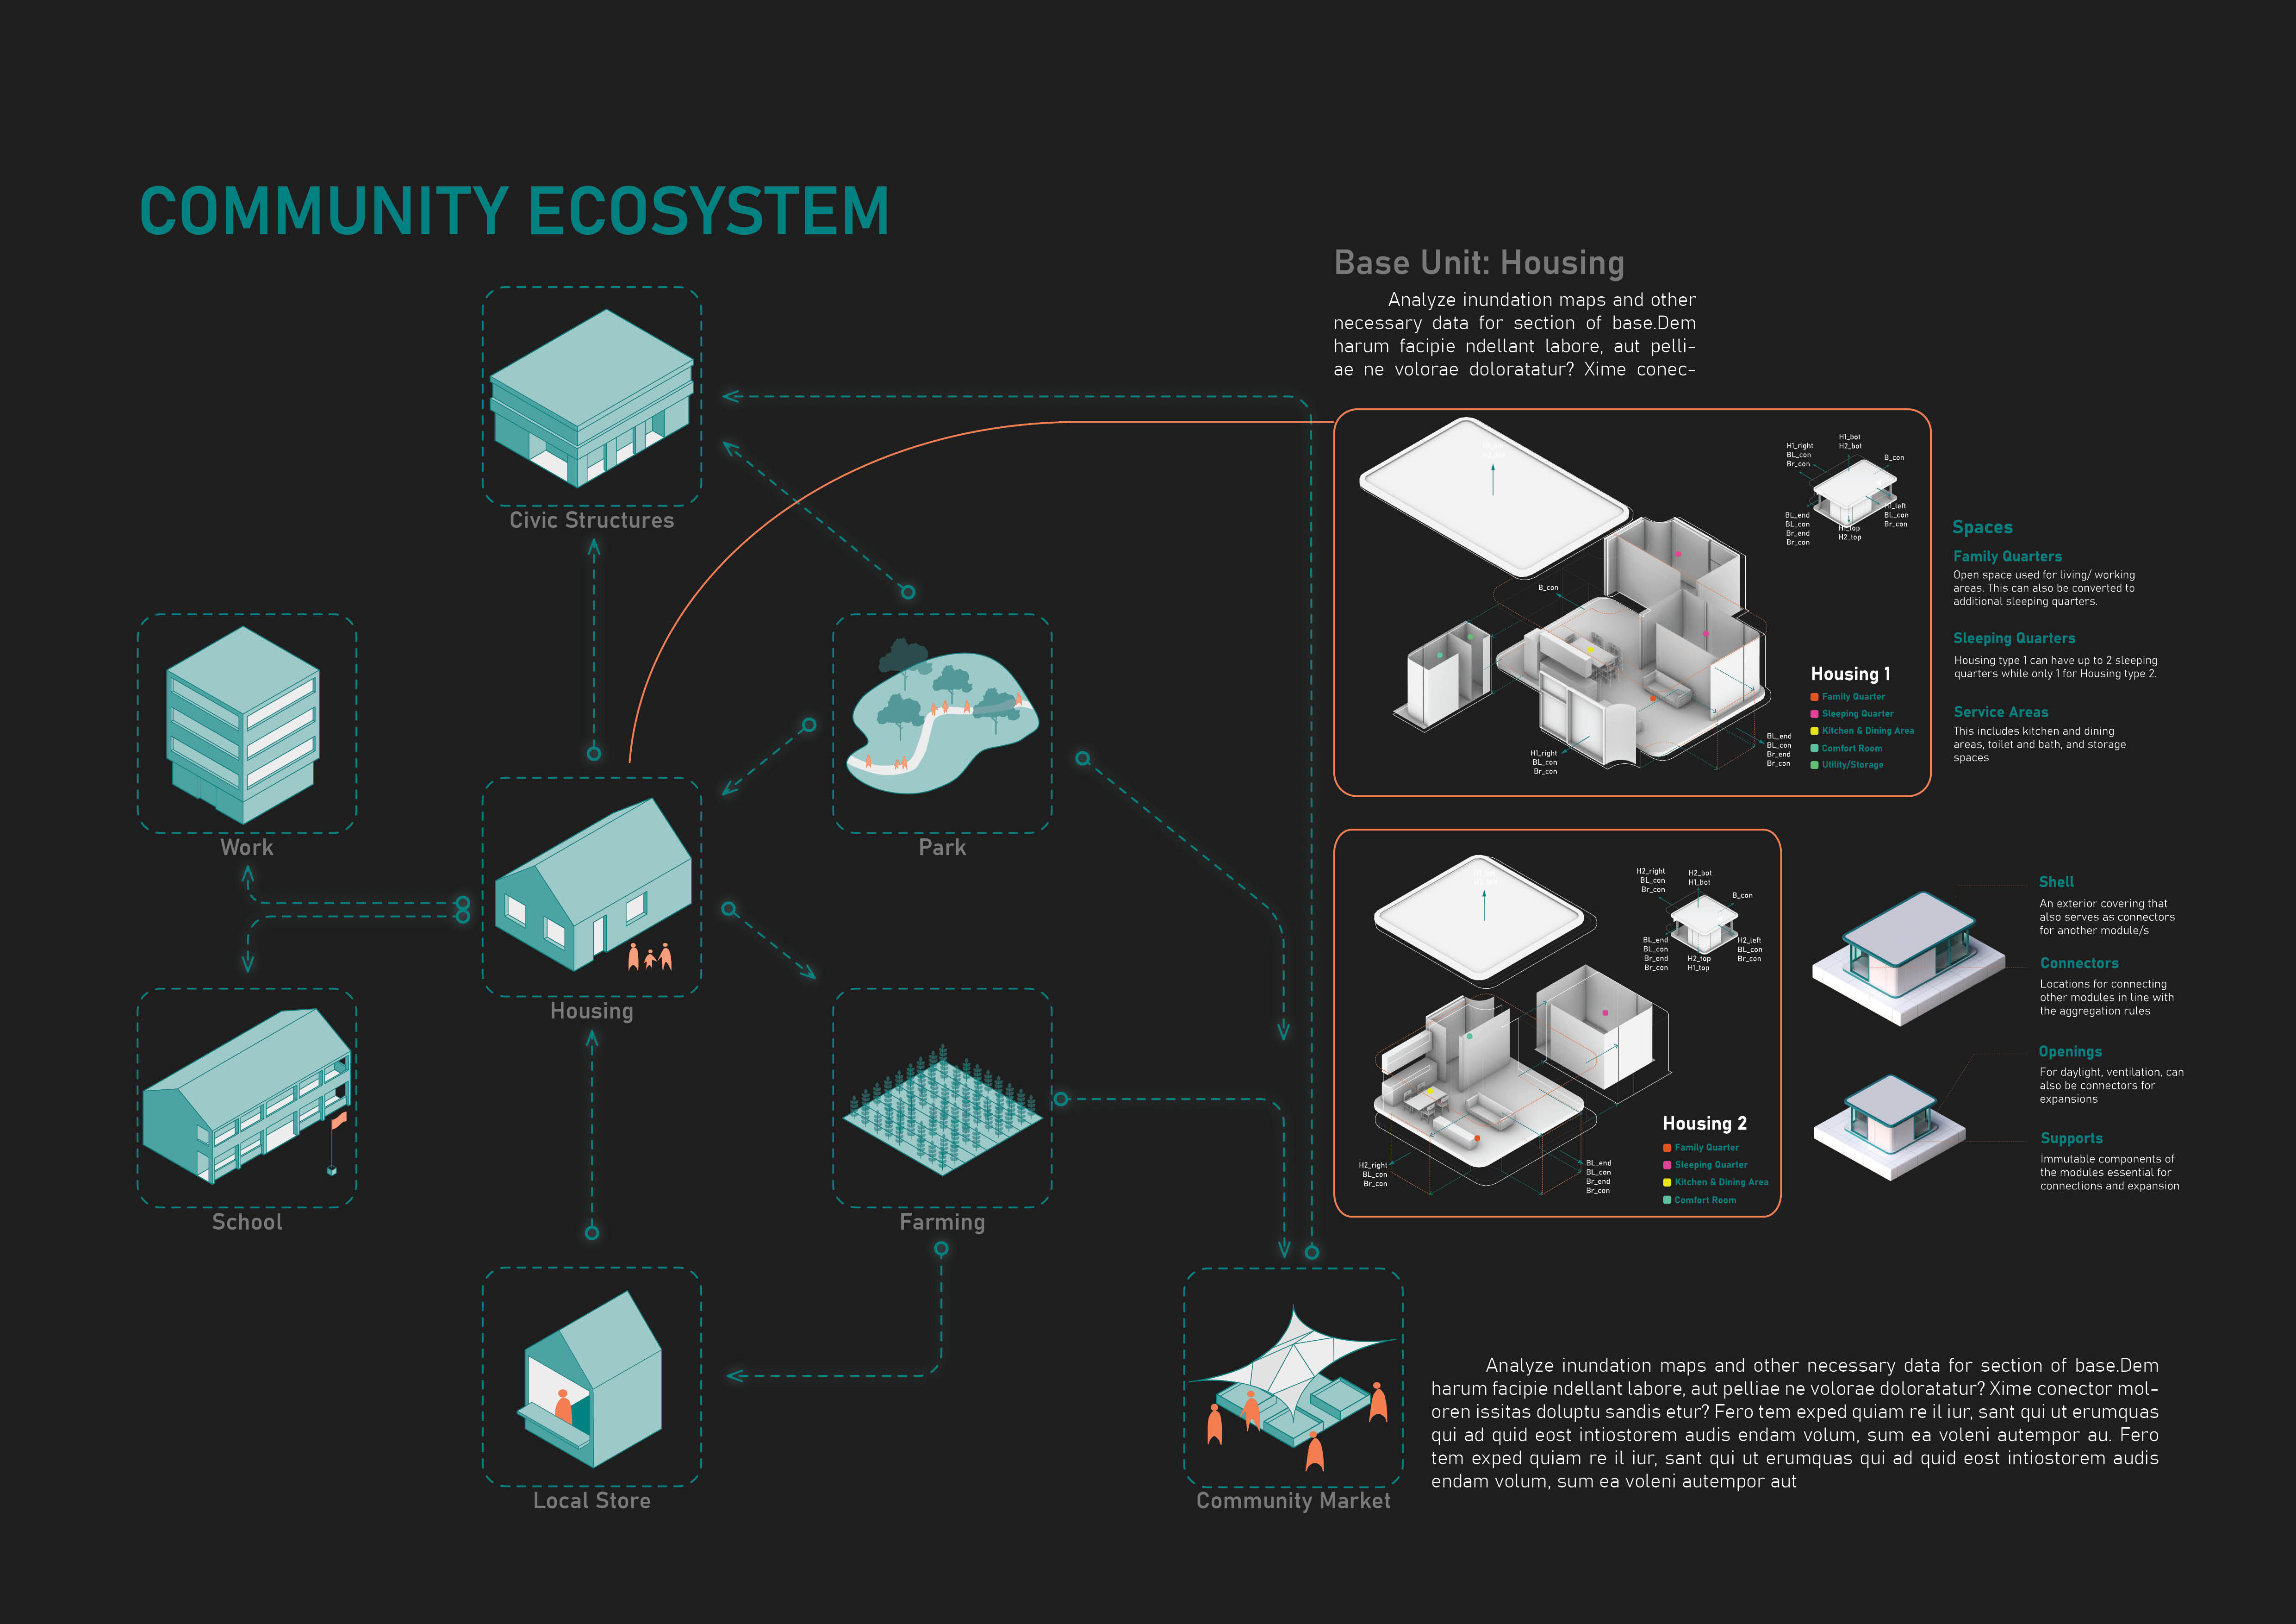 COMMUNITY ECOSYSTEM
Civic Structures
Work
Park
Housing
School
Farming
Local Store
Community Market
Base Unit: Housing
Analyze inundation maps and other
necessary data for section of base.Dem
harum facipie ndellant labore, aut pelli-
ae ne volorae doloratatur? Xime conec-
H1_bot
H2_bot
H1_right
BL_con
Br_con
B_con
BL_end
BL_con
Br_end
Br_con
H1_top
H2_top
H1_left
BL_con
Br_con
B_con
H1_right
BL_con
Br_con
BL_end
BL_con
Br_end
Br_con
Housing 1
Family Quarter
Sleeping Quarter
Kitchen & Dining Area
Comfort Room
Utility/Storage
Spaces
Family Quarters
Open space used for living/ working
areas. This can also be converted to
additional sleeping quarters.
Sleeping Quarters
Housing type 1 can have up to 2 sleeping
quarters while only 1 for Housing type 2.
Service Areas
This includes kitchen and dining
areas, toilet and bath, and storage
spaces
H2_right
BL_con
Br_con
H2_bot
H1_bot
B_con
BL_end
BL_con
Br_end
Br_con
H2_top
H1_top
H2_left
BL_con
Br_con
H2_right
BL_con
Br_con
BL_end
BL_con
Br_end
Br_con
Housing 2
Family Quarter
Sleeping Quarter
Kitchen & Dining Area
Comfort Room
Shell
An exterior covering that
also serves as connectors
for another module/s
Connectors
Locations for connecting
other modules in line with
the aggregation rules
Openings
For daylight, ventilation, can
also be connectors for
expansions
Supports
Immutable components of
the modules essential for
connections and expansion
Analyze inundation maps and other necessary data for section of base.Dem
harum facipie ndellant labore, aut pelliae ne volorae doloratatur? Xime conector mol-
oren issitas doluptu sandis etur? Fero tem exped quiam re il iur, sant qui ut erumquas
qui ad quid eost intiostorem audis endam volum, sum ea voleni autempor au. Fero
tem exped quiam re il iur, sant qui ut erumquas qui ad quid eost intiostorem audis
endam volum, sum ea voleni autempor aut